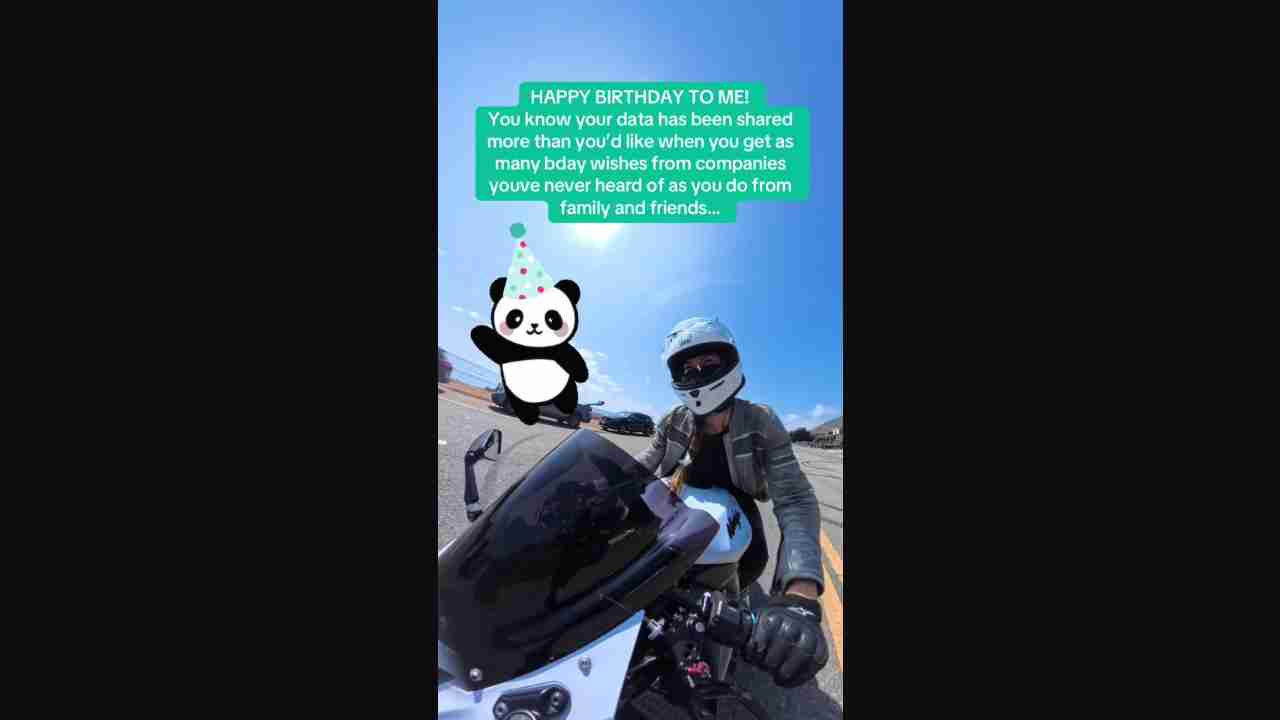 HAPPY BIRTHDAY TO ME!
You know your data has been shared
more than you'd like when you get as
many bday wishes from companies
youve never heard of as you do from
family and friends...